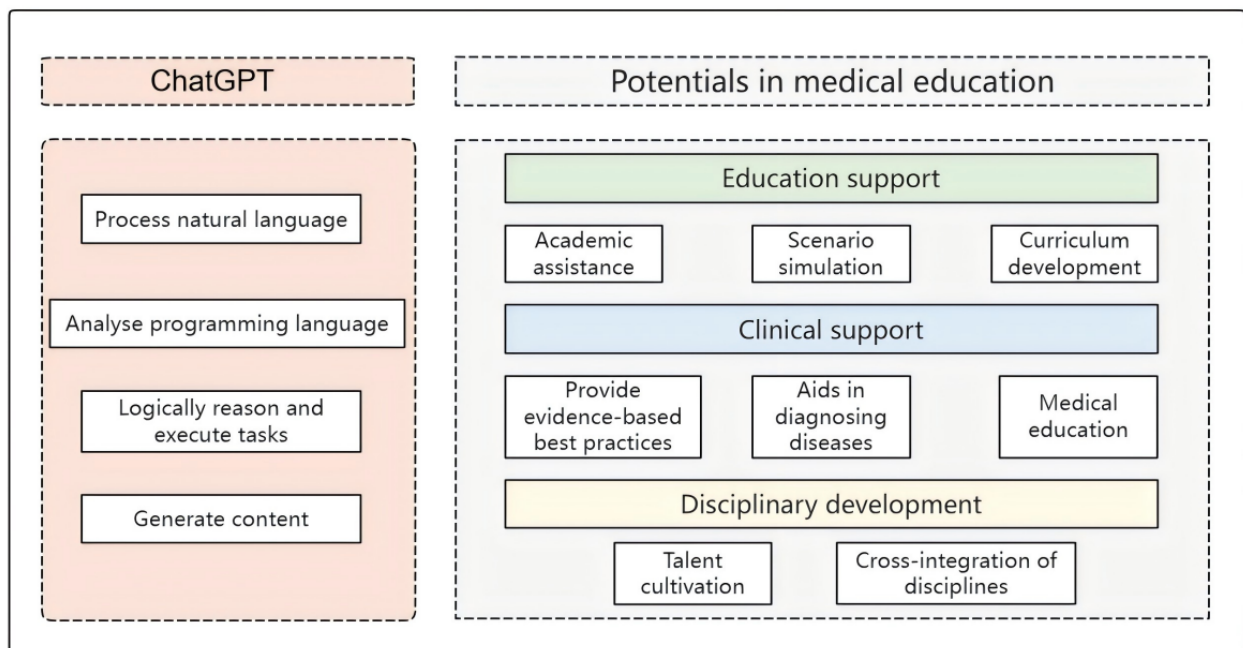 ChatGPT
Process natural language
Analyse programming language
Logically reason and
execute tasks
Generate content
Potentials in medical education
Education support
Academic
assistance
Scenario
simulation
Curriculum
development
Clinical support
Provide
evidence-based
best practices
Aids in
diagnosing
diseases
Medical
education
Disciplinary development
Talent
cultivation
Cross-integration of
disciplines